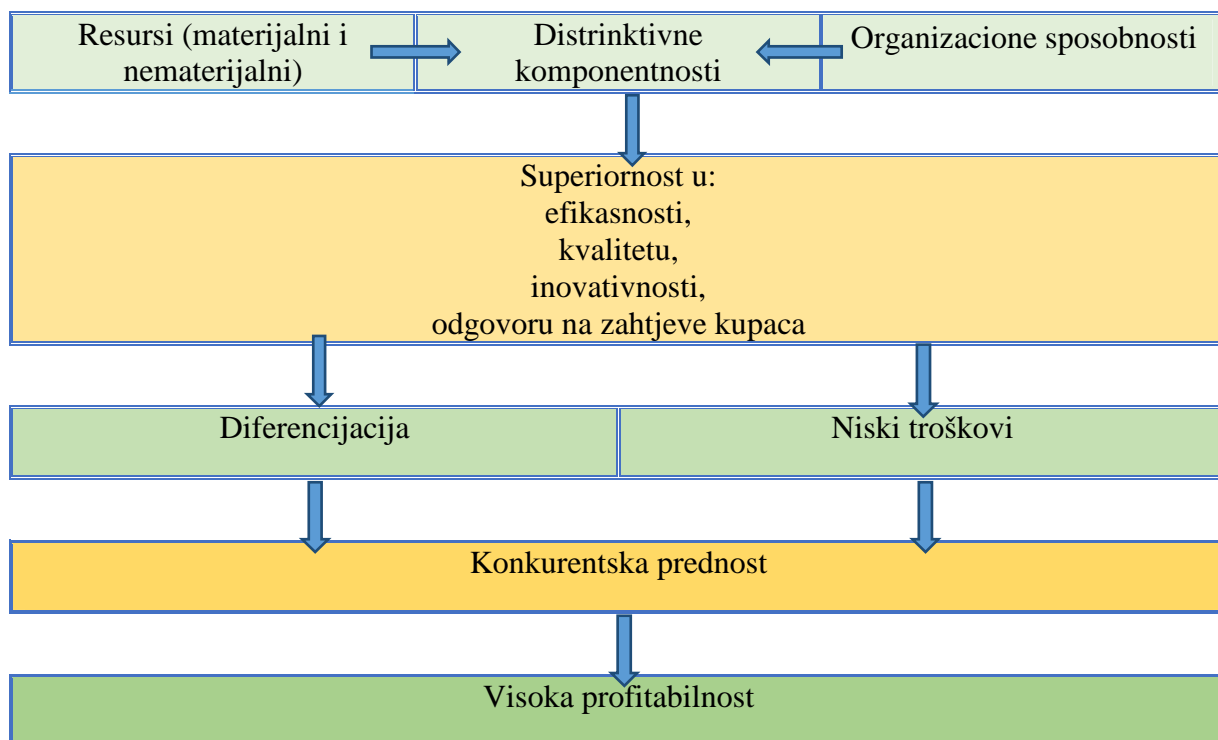 Resursi (materijalni i
nematerijalni)
Distrinktivne
komponentnosti
Organizacione sposobnosti
Superiornost u:
efikasnosti,
kvalitetu,
inovativnosti,
odgovoru na zahtjeve kupaca
Diferencijacija
Niski troškovi
Konkurentska prednost
Visoka profitabilnost